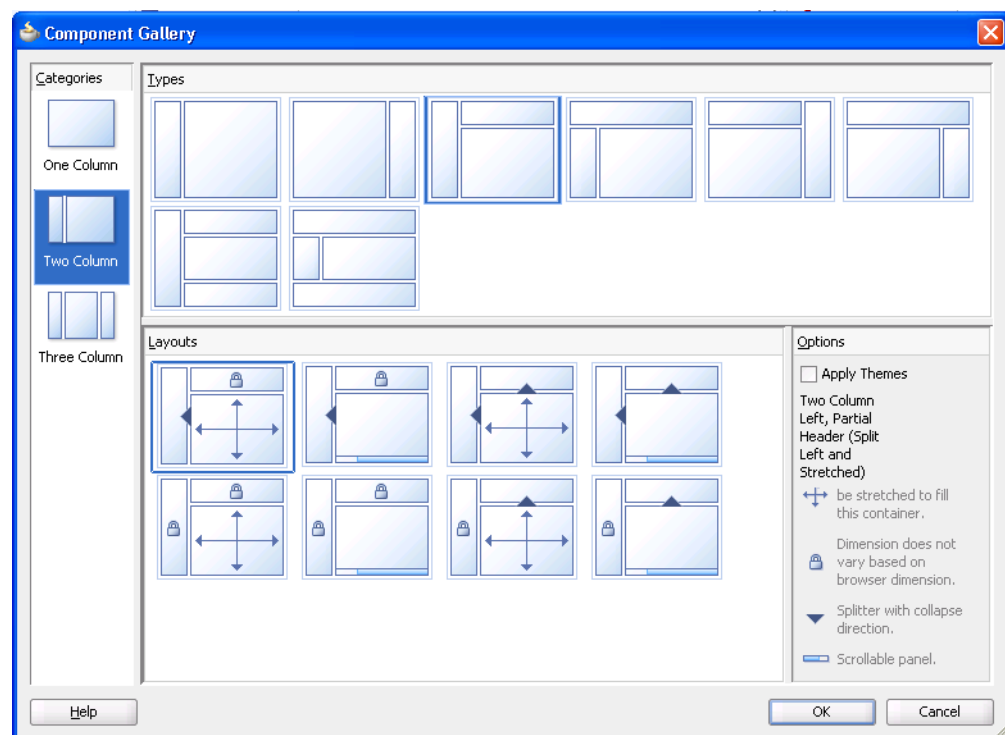 Component Gallery
Categories
One Column
Two Column
Three Column
Types
Layouts
Options
Apply Themes
Two Column
Left, Partial
Header (Split
Left and
Stretched)
be stretched to fill
this container.
Dimension does not
vary based on
browser dimension.
Splitter with collapse
direction.
Scrollable panel.
Help
OK
Cancel